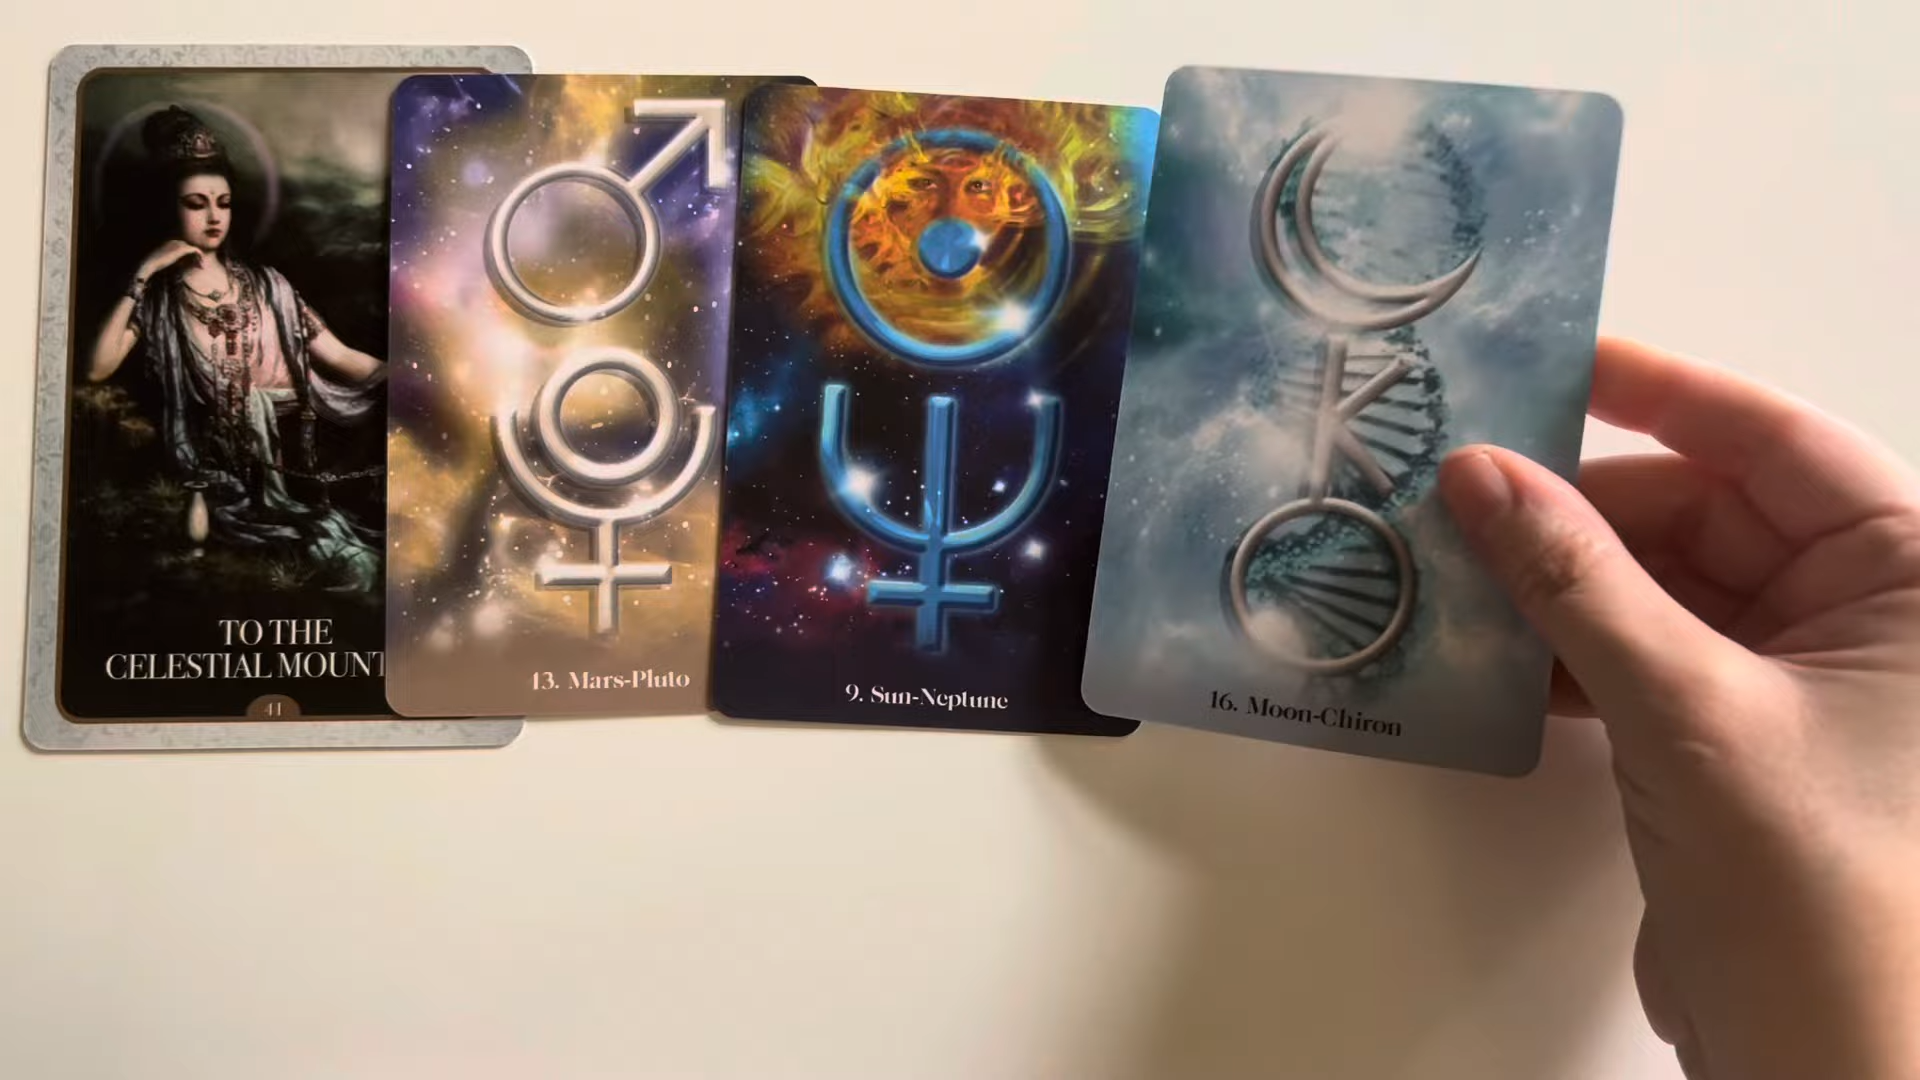 TO THE
CELESTIAL MOUNT
41
13. Mars-Pluto
9. Sun-Neptune
16. Moon-Chiron